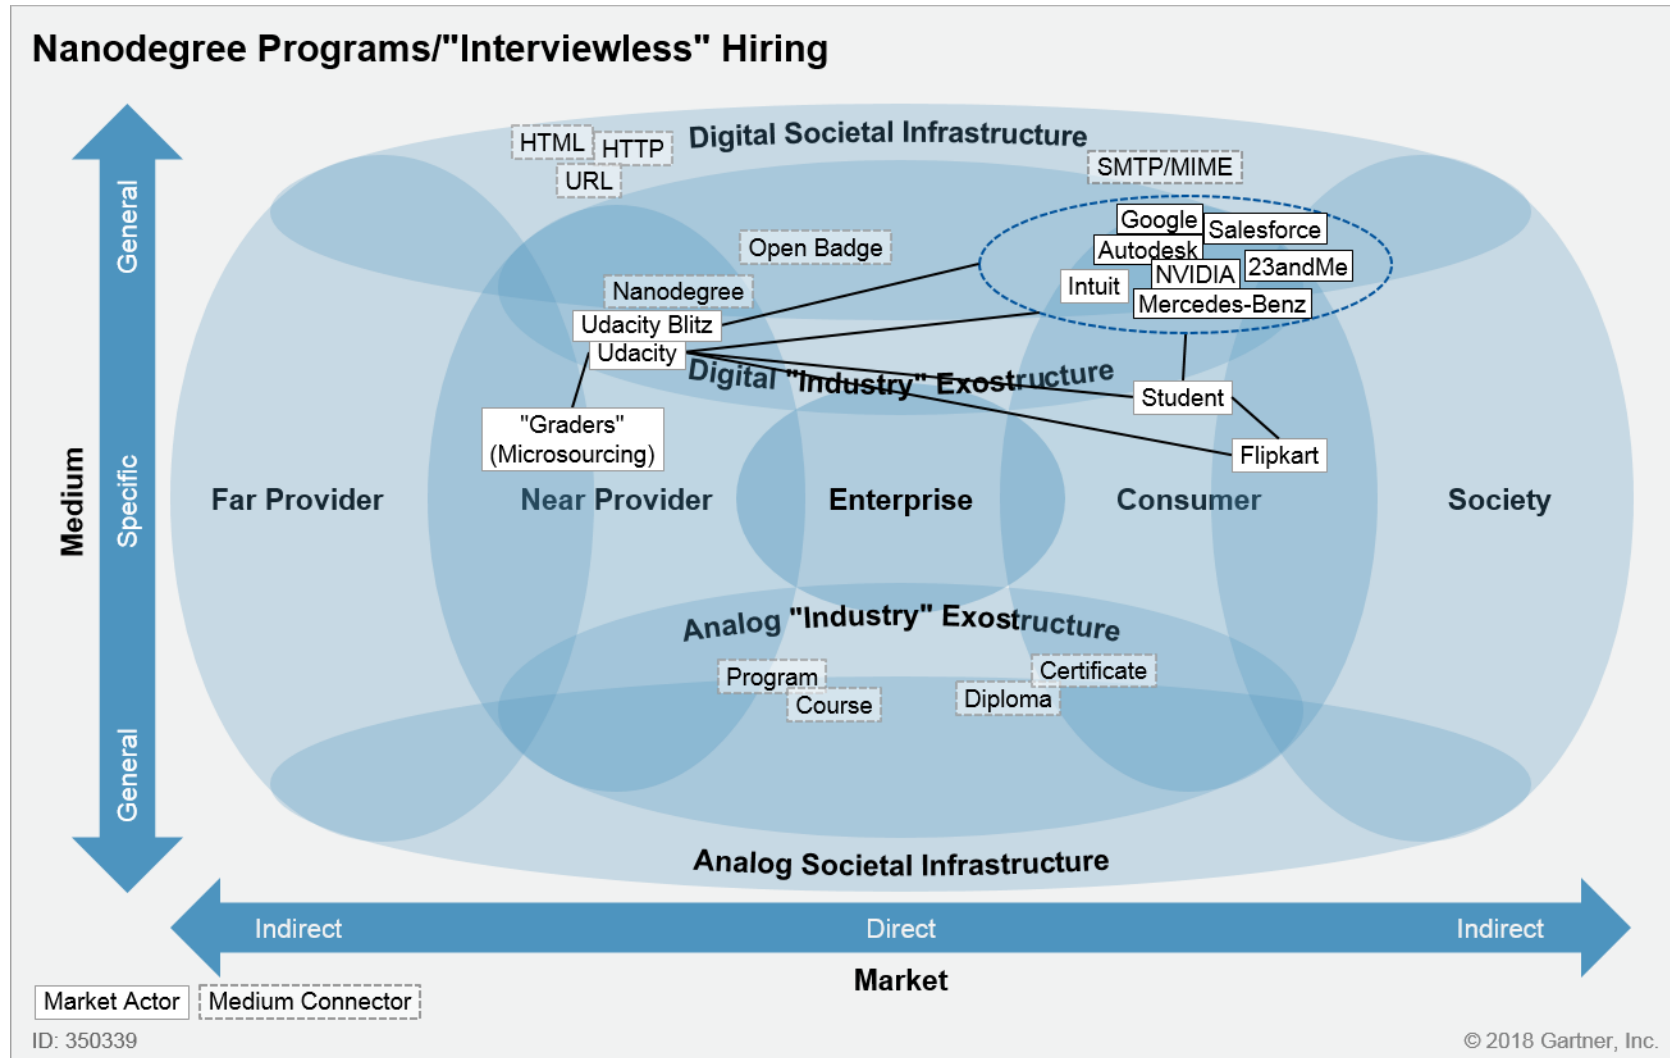 Nanodegree Programs/"Interviewless" Hiring
Digital Societal Infrastructure
HTML
HTTP
URL
SMTP/MIME
General
Google
Salesforce
Open Badge
Autodesk
NVIDIA
23andMe
Intuit
Nanodegree
Mercedes-Benz
Udacity Blitz
Udacity
Digital "Industry" Exostructure
Student
"Graders"
(Microsourcing)
Flipkart
Medium
Specific
Far Provider
Near Provider
Enterprise
Consumer
Society
Analog "Industry" Exostructure
Program
Course
Certificate
Diploma
General
Analog Societal Infrastructure
Indirect
Direct
Indirect
Market
Market Actor
Medium Connector
ID: 350339
© 2018 Gartner, Inc.